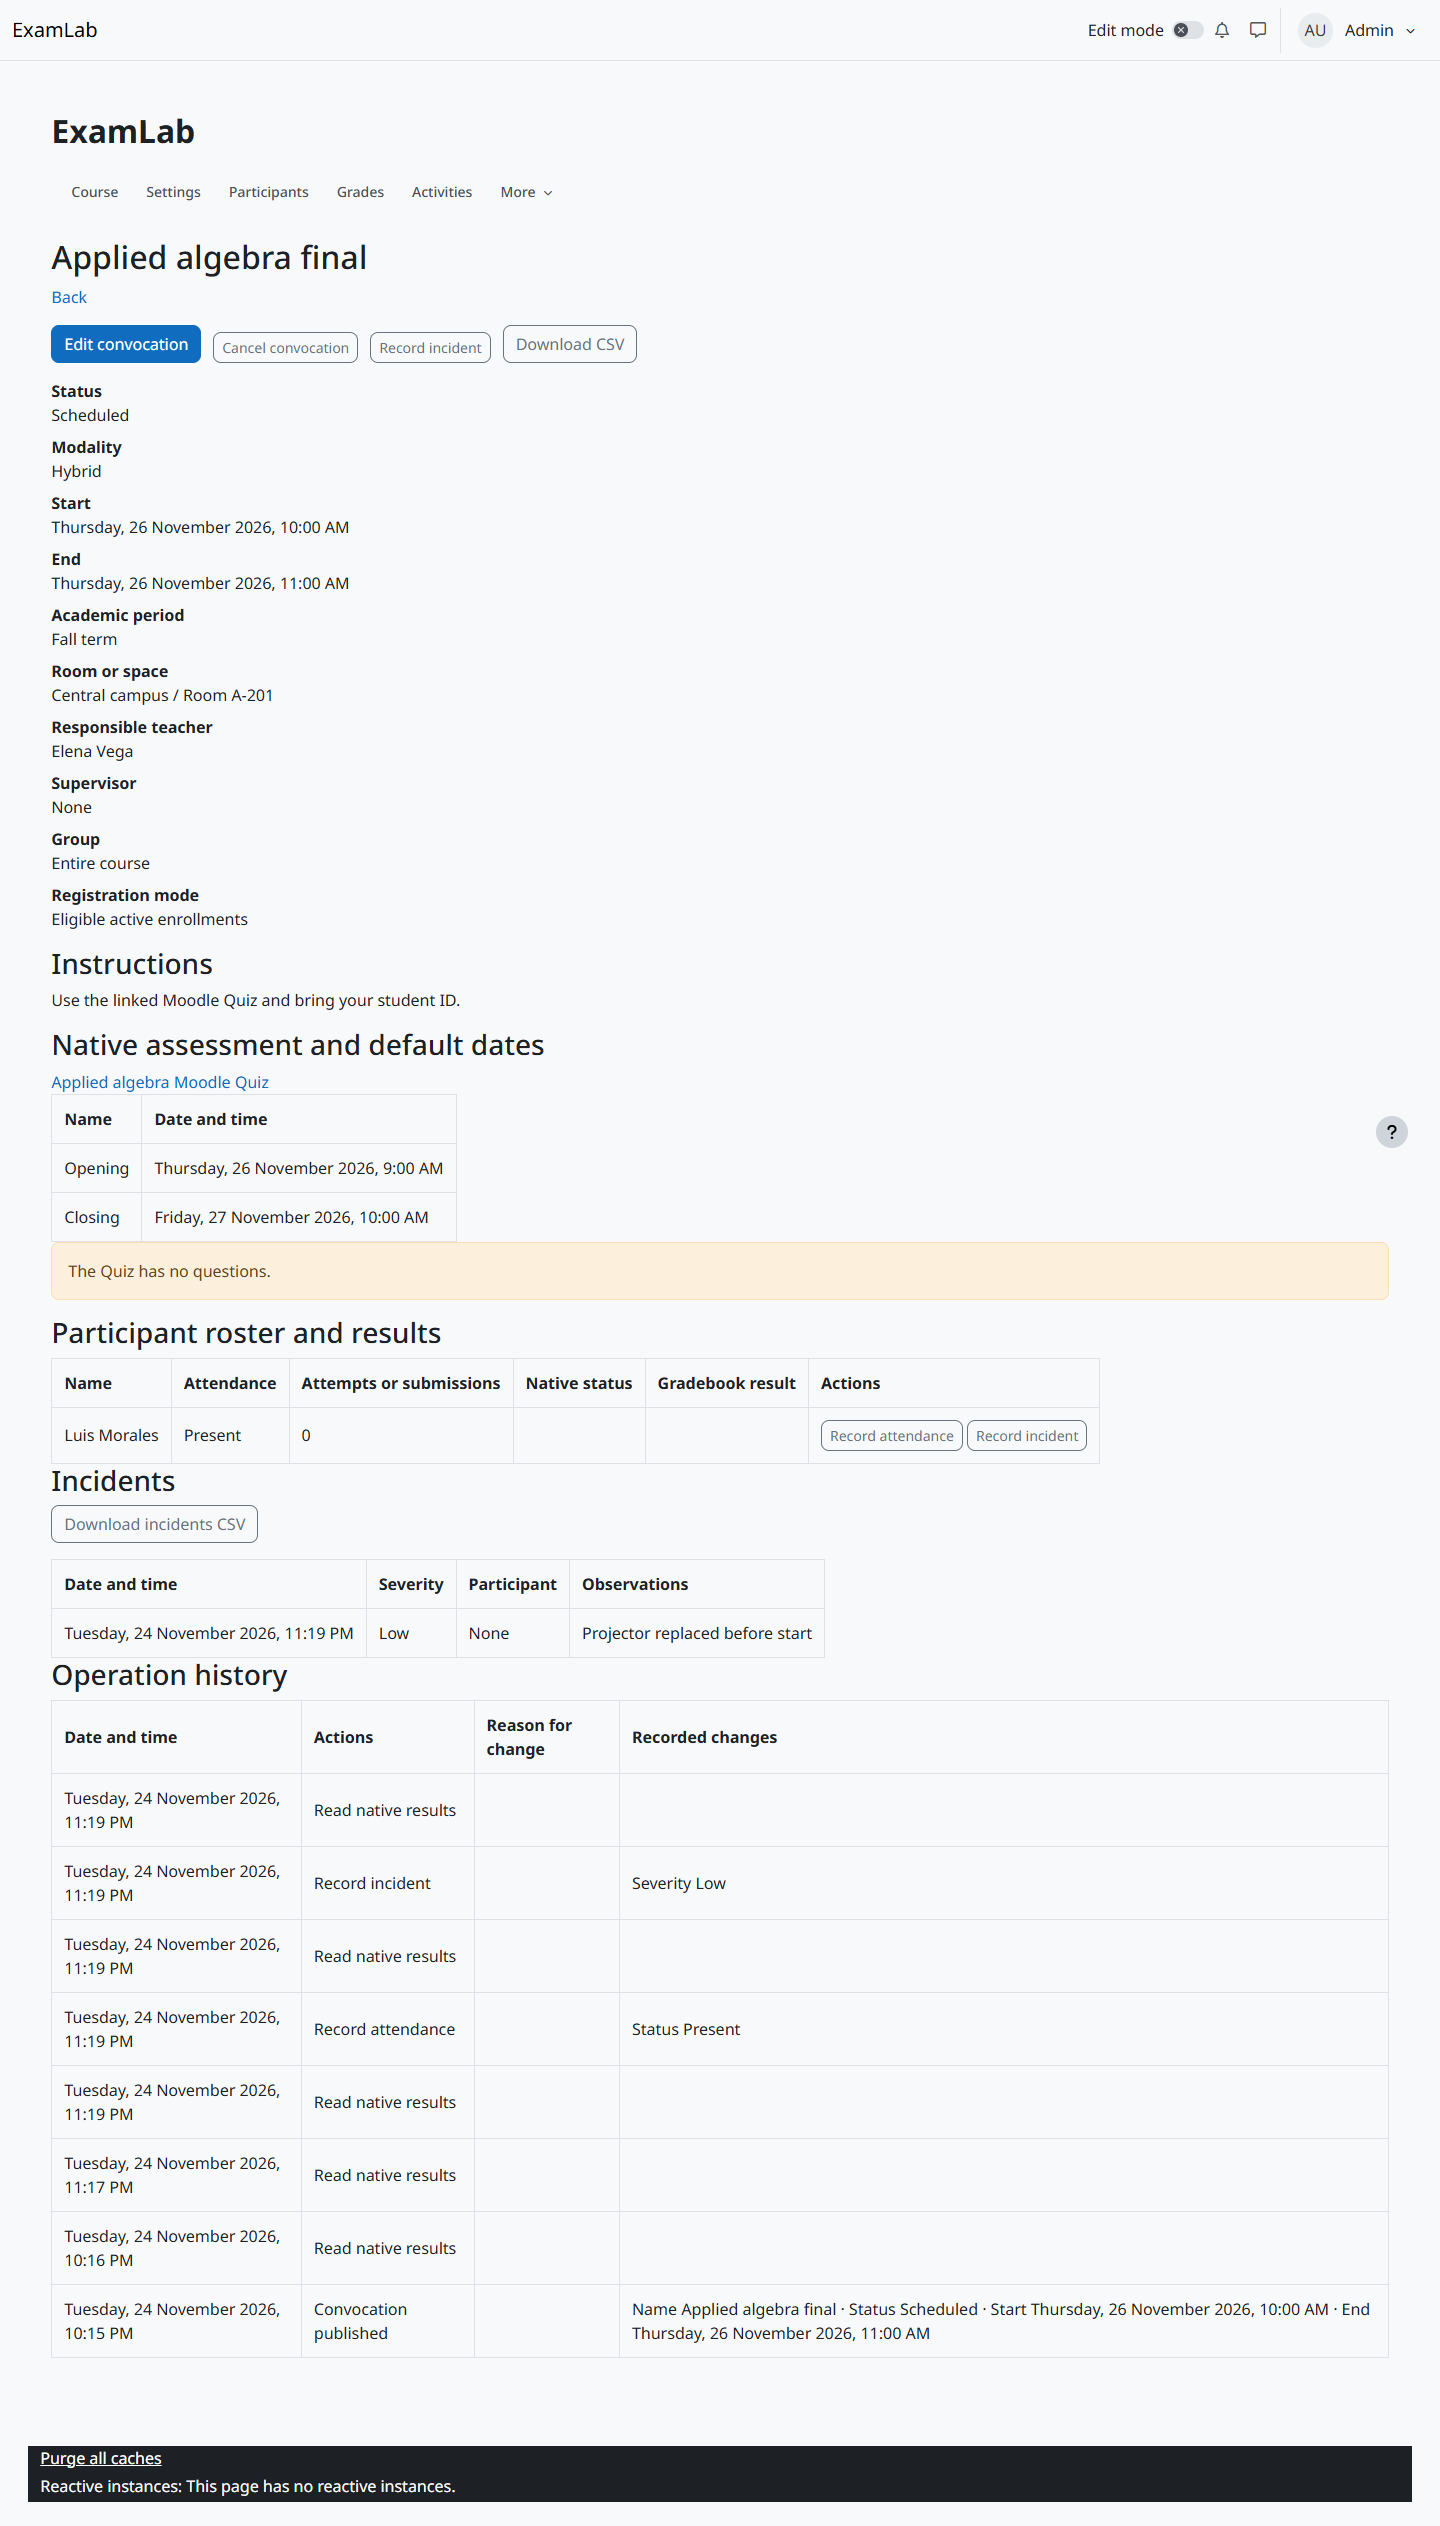 ExamLab
Edit mode
AU Admin
ExamLab
Course Settings Participants Grades Activities More
Applied algebra final
Back
Edit convocation Cancel convocation Record incident Download CSV
Status
Scheduled
Modality
Hybrid
Start
Thursday, 26 November 2026, 10:00 AM
End
Thursday, 26 November 2026, 11:00 AM
Academic period
Fall term
Room or space
Central campus / Room A-201
Responsible teacher
Elena Vega
Supervisor
None
Group
Entire course
Registration mode
Eligible active enrollments
Instructions
Use the linked Moodle Quiz and bring your student ID.
Native assessment and default dates
Applied algebra Moodle Quiz
Name Date and time
?
Opening Thursday, 26 November 2026, 9:00 AM
Closing Friday, 27 November 2026, 10:00 AM
The Quiz has no questions.
Participant roster and results
Name Attendance Attempts or submissions Native status Gradebook result Actions
Luis Morales Present 0 Record attendance Record incident
Incidents
Download incidents CSV
Date and time Severity Participant Observations
Tuesday, 24 November 2026, 11:19 PM Low None Projector replaced before start
Operation history
Date and time Actions Reason for change Recorded changes
Tuesday, 24 November 2026, 11:19 PM Read native results
Tuesday, 24 November 2026, 11:19 PM Record incident Severity Low
Tuesday, 24 November 2026, 11:19 PM Read native results
Tuesday, 24 November 2026, 11:19 PM Record attendance Status Present
Tuesday, 24 November 2026, 11:19 PM Read native results
Tuesday, 24 November 2026, 11:17 PM Read native results
Tuesday, 24 November 2026, 10:16 PM Read native results
Tuesday, 24 November 2026, 10:15 PM Convocation published Name Applied algebra final · Status Scheduled · Start Thursday, 26 November 2026, 10:00 AM · End Thursday, 26 November 2026, 11:00 AM
Purge all caches
Reactive instances: This page has no reactive instances.